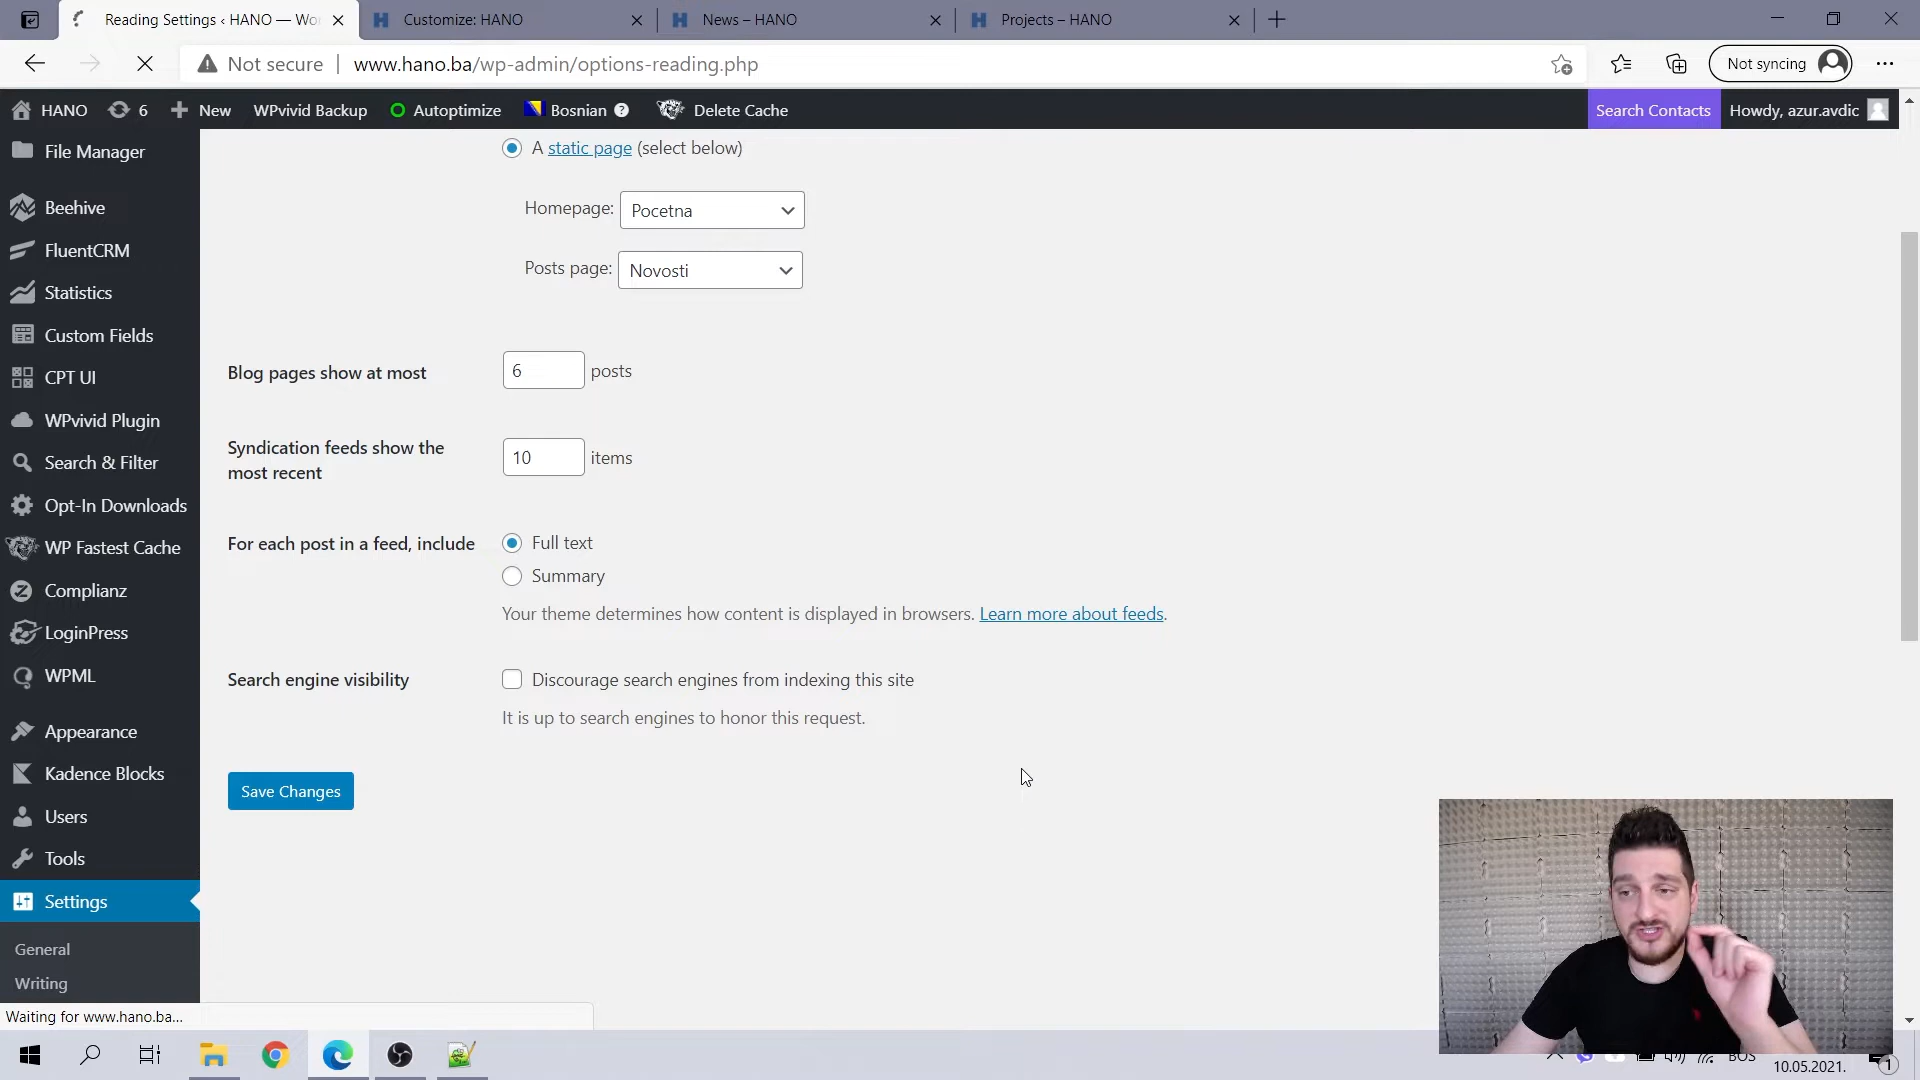 Reading Settings ‹ HANO — Wo
Customize: HANO
News – HANO
Projects – HANO
Not secure
www.hano.ba/wp-admin/options-reading.php
Not syncing
HANO
6
New
WPvivid Backup
Autoptimize
Bosnian
Delete Cache
Search Contacts
Howdy, azur.avdic
File Manager
Beehive
FluentCRM
Statistics
Custom Fields
CPT UI
WPvivid Plugin
Search & Filter
Opt-In Downloads
WP Fastest Cache
Complianz
LoginPress
WPML
Appearance
Kadence Blocks
Users
Tools
Settings
General
Writing
A static page (select below)
Homepage: Pocetna
Posts page: Novosti
Blog pages show at most 6 posts
Syndication feeds show the
most recent
10 items
For each post in a feed, include
Full text
Summary
Your theme determines how content is displayed in browsers. Learn more about feeds.
Search engine visibility
Discourage search engines from indexing this site
It is up to search engines to honor this request.
Save Changes
Waiting for www.hano.ba...
BOS
10.05.2021.
1